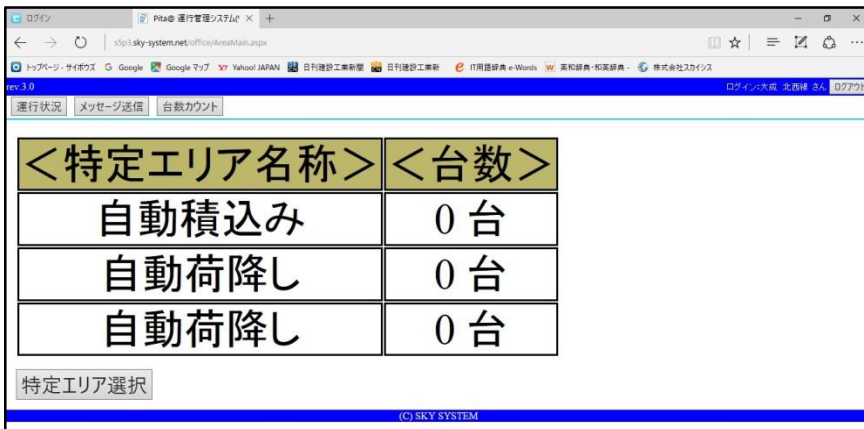 ログイン
Pita@ 運行管理システム(
s5p3.sky-system.net/office/AreaMain.aspx
トップページ - サイボウズ G Google Google マップ Yahoo! JAPAN 日刊建設工業新聞 日刊建設工業新 IT用語辞典 e-Words 英和辞典・和英辞典 - 株式会社スカイシス
rev.3.0
ログイン:大成 北西線 さん ログアウト
運行状況 メッセージ送信 台数カウント
<特定エリア名称> <台数>
自動積込み 0 台
自動荷降し 0 台
自動荷降し 0 台
特定エリア選択
(C) SKY SYSTEM